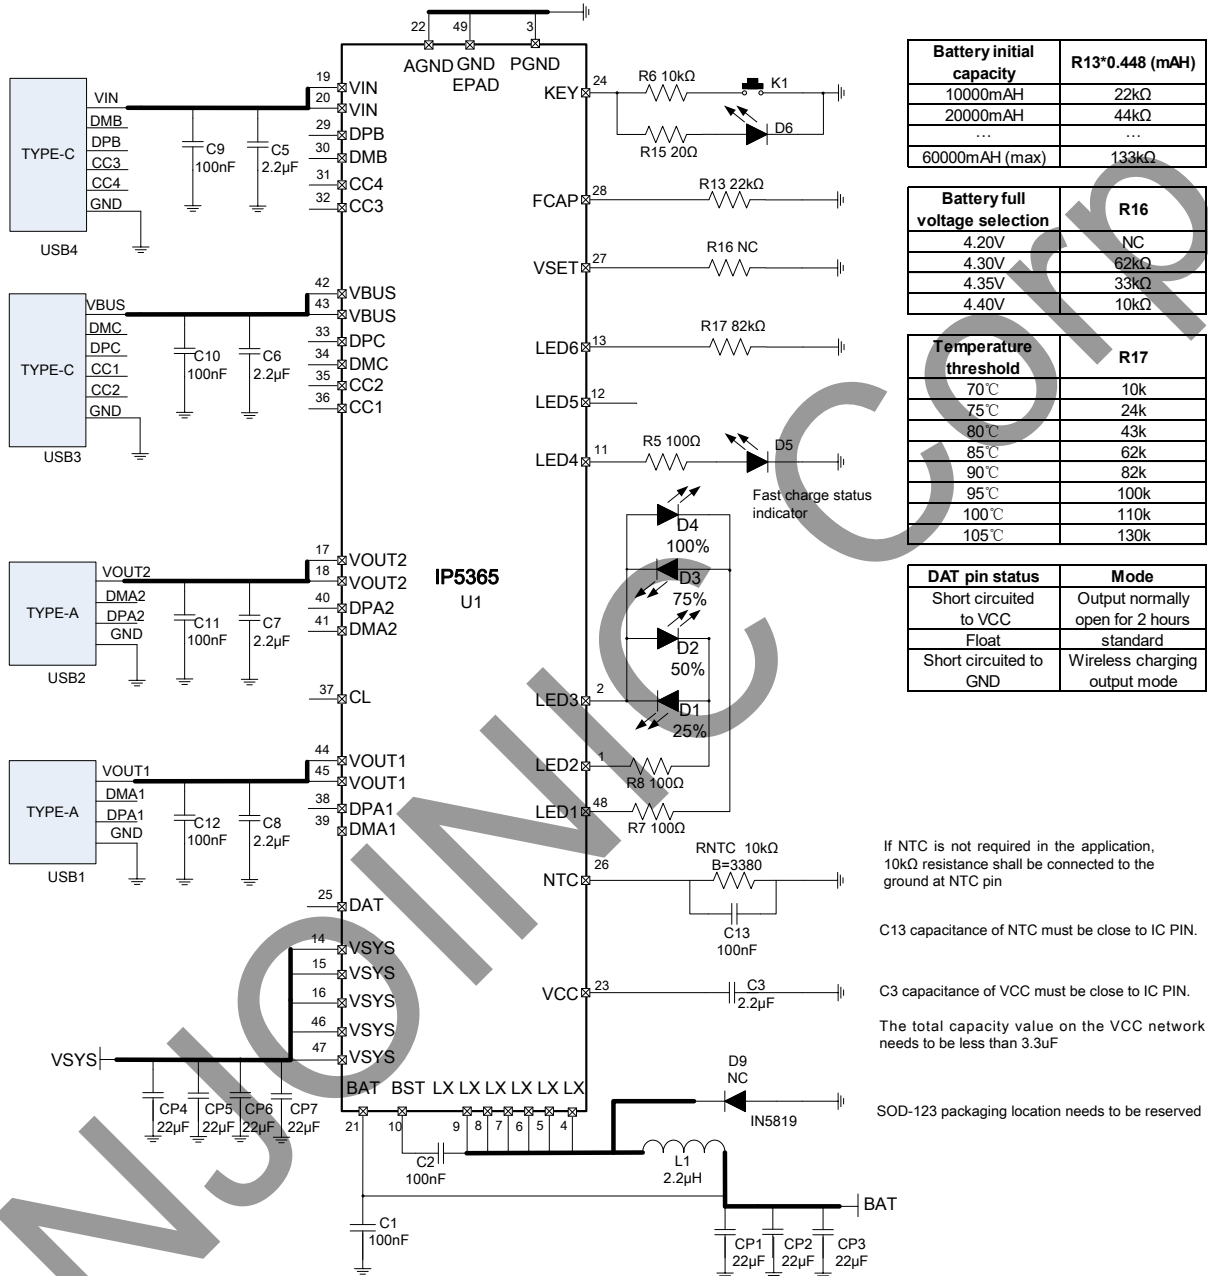 22
49
3
AGND
GND
EPAD
PGND
TYPE-C
VIN
DMB
DPB
CC3
CC4
GND
USB4
C9
100nF
C5
2.2µF
19
VIN
20
VIN
29
DPB
30
DMB
31
CC4
32
CC3
TYPE-C
VBUS
DMC
DPC
CC1
CC2
GND
USB3
C10
100nF
C6
2.2µF
42
VBUS
43
VBUS
33
DPC
34
DMC
35
CC2
36
CC1
TYPE-A
VOUT2
DMA2
DPA2
GND
USB2
C11
100nF
C7
2.2µF
17
VOUT2
18
VOUT2
40
DPA2
41
DMA2
37
CL
TYPE-A
VOUT1
DMA1
DPA1
GND
USB1
C12
100nF
C8
2.2µF
44
VOUT1
45
VOUT1
38
DPA1
39
DMA1
25
DAT
14
VSYS
15
VSYS
16
VSYS
46
VSYS
47
VSYS
VSYS
CP4
22µF
CP5
22µF
CP6
22µF
CP7
22µF
IP5365
U1
KEY
24
R6 10kΩ
K1
R15 20Ω
D6
FCAP
28
R13 22kΩ
VSET
27
R16 NC
LED6
13
R17 82kΩ
LED5
12
LED4
11
R5 100Ω
D5
Fast charge status
indicator
D4
100%
D3
75%
D2
50%
D1
25%
LED3
2
LED2
1
R8 100Ω
LED1
48
R7 100Ω
NTC
26
RNTC 10kΩ
B=3380
C13
100nF
VCC
23
C3
2.2µF
BAT BST LX LX LX LX LX LX
21
10
9
8
7
6
5
4
C2
100nF
C1
100nF
D9
NC
IN5819
L1
2.2µH
BAT
CP1
22µF
CP2
22µF
CP3
22µF
Battery initial capacity R13*0.448 (mAH)
10000mAH 22kΩ
20000mAH 44kΩ
... ...
60000mAH (max) 133kΩ
Battery full voltage selection R16
4.20V NC
4.30V 62kΩ
4.35V 33kΩ
4.40V 10kΩ
Temperature threshold R17
70℃ 10k
75℃ 24k
80℃ 43k
85℃ 62k
90℃ 82k
95℃ 100k
100℃ 110k
105℃ 130k
DAT pin status Mode
Short circuited to VCC Output normally open for 2 hours
Float standard
Short circuited to GND Wireless charging output mode
If NTC is not required in the application,
10kΩ resistance shall be connected to the
ground at NTC pin
C13 capacitance of NTC must be close to IC PIN.
C3 capacitance of VCC must be close to IC PIN.
The total capacity value on the VCC network
needs to be less than 3.3uF
SOD-123 packaging location needs to be reserved
NJOINIC Corp